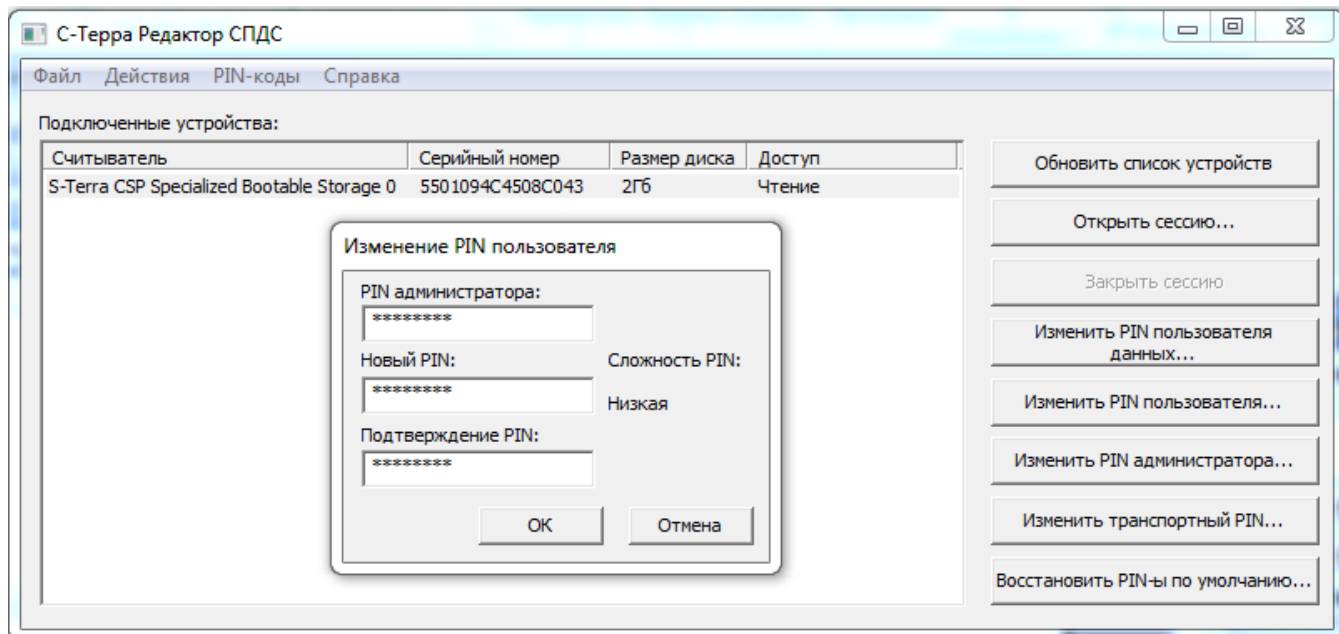 С-Терра Редактор СПДС
Файл Действия PIN-коды Справка
Подключенные устройства:
Считыватель Серийный номер Размер диска Доступ
S-Terra CSP Specialized Bootable Storage 0 5501094C4508C043 2Гб Чтение
Изменение PIN пользователя
PIN администратора:
********
Новый PIN: Сложность PIN:
********
Низкая
Подтверждение PIN:
********
ОК Отмена
Обновить список устройств
Открыть сессию...
Закрыть сессию
Изменить PIN пользователя
данных...
Изменить PIN пользователя...
Изменить PIN администратора...
Изменить транспортный PIN...
Восстановить PIN-ы по умолчанию...